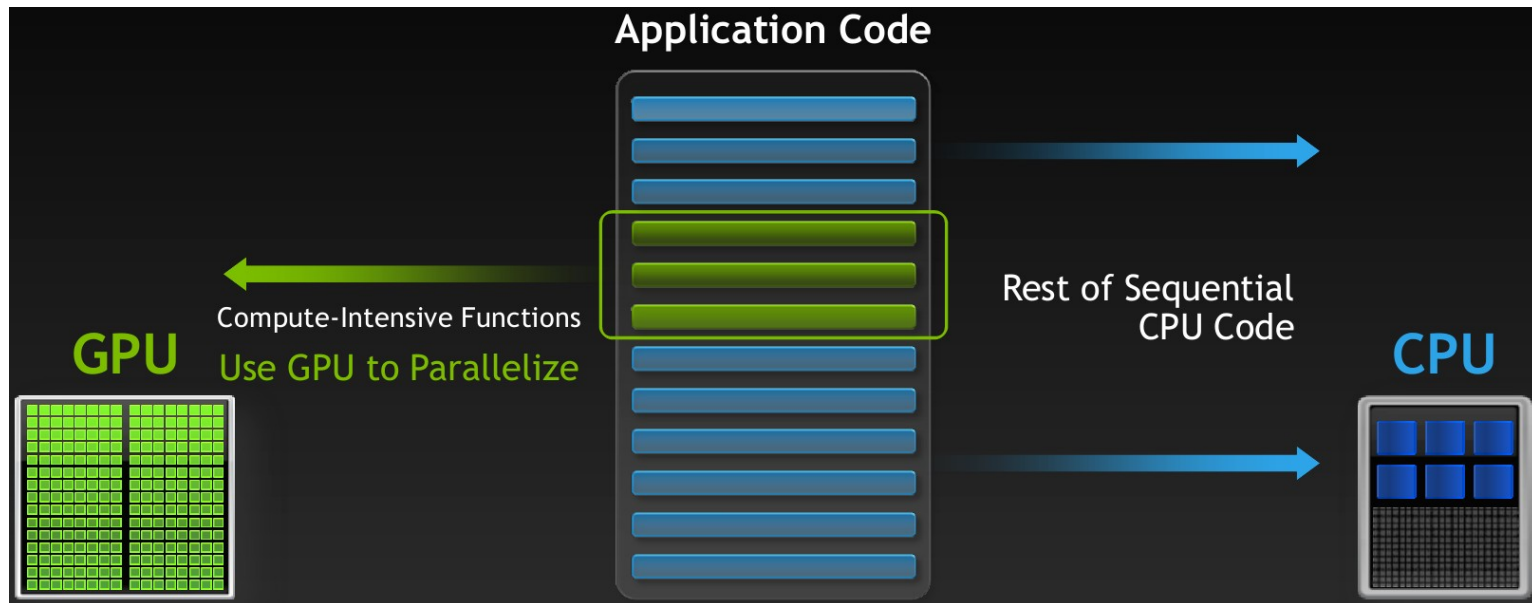 Application Code
Compute-Intensive Functions
Use GPU to Parallelize
GPU
Rest of Sequential
CPU Code
CPU